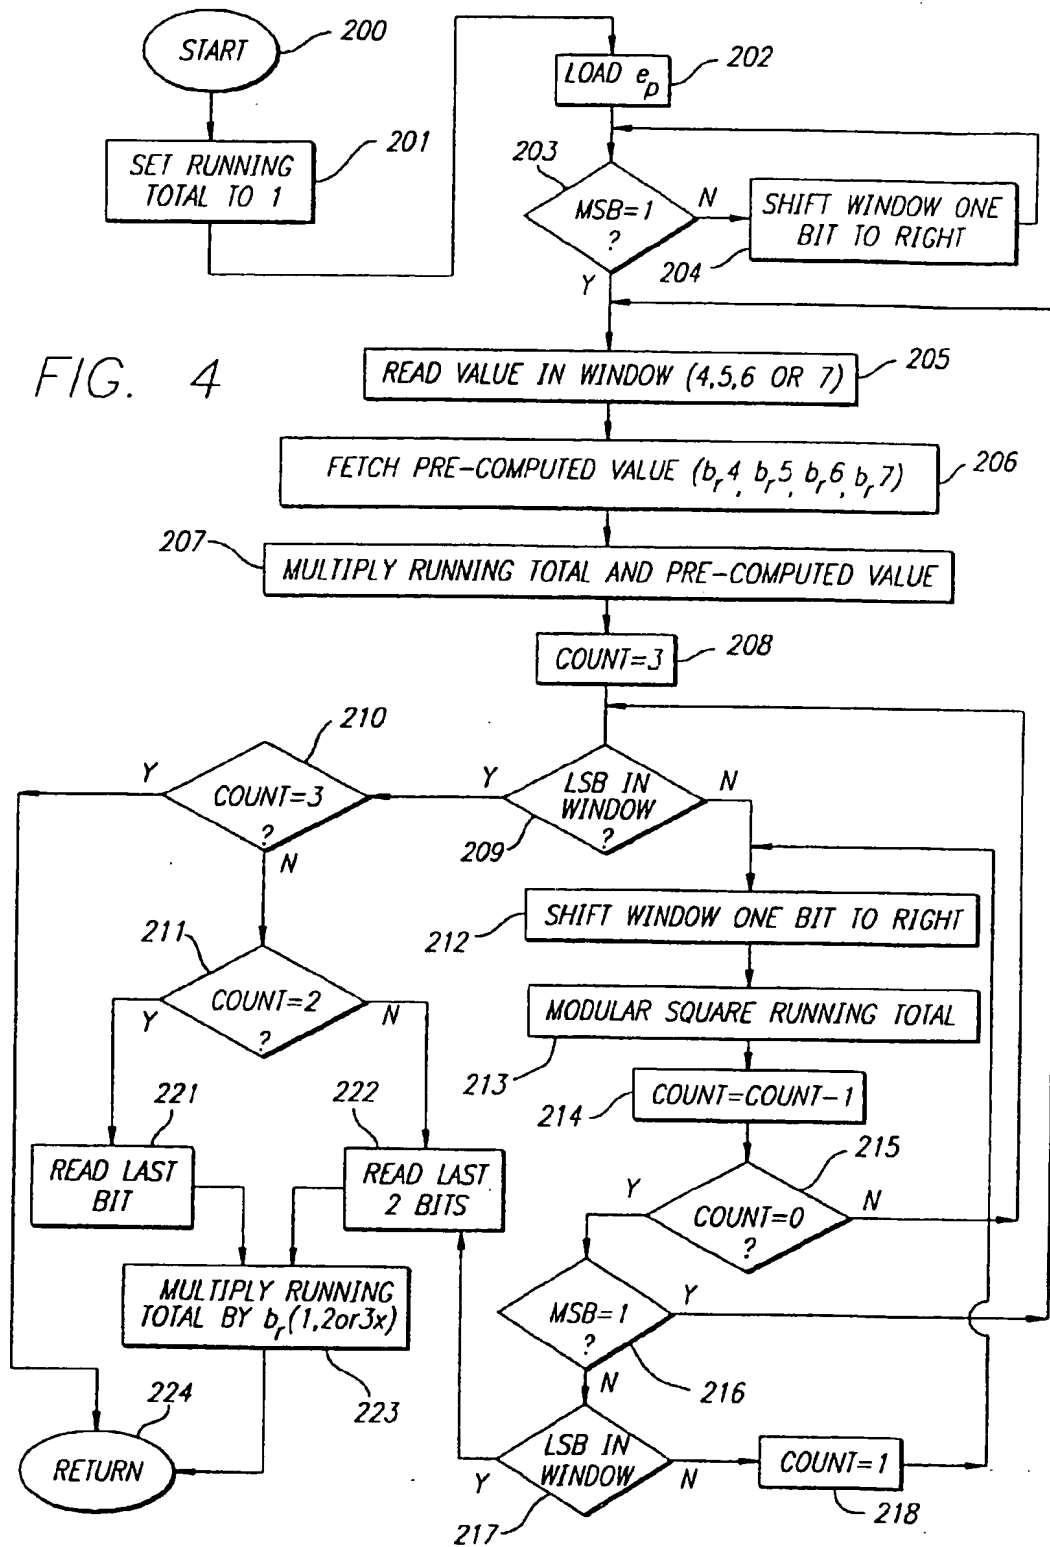 START
200
SET RUNNING
TOTAL TO 1
201
LOAD e_p
202
203
MSB=1
?
N
Y
SHIFT WINDOW ONE
BIT TO RIGHT
204
FIG. 4
READ VALUE IN WINDOW (4,5,6 OR 7)
205
FETCH PRE-COMPUTED VALUE (b_r4, b_r5, b_r6, b_r7)
206
207
MULTIPLY RUNNING TOTAL AND PRE-COMPUTED VALUE
COUNT=3
208
210
Y
COUNT=3
?
N
Y
LSB IN
WINDOW
?
N
209
SHIFT WINDOW ONE BIT TO RIGHT
212
211
COUNT=2
?
Y
N
MODULAR SQUARE RUNNING TOTAL
213
COUNT=COUNT-1
214
221
222
READ LAST
BIT
READ LAST
2 BITS
215
Y
COUNT=0
?
N
MULTIPLY RUNNING
TOTAL BY b_r(1,2or3x)
223
MSB=1
?
Y
N
216
224
RETURN
LSB IN
WINDOW
Y
N
217
COUNT=1
218